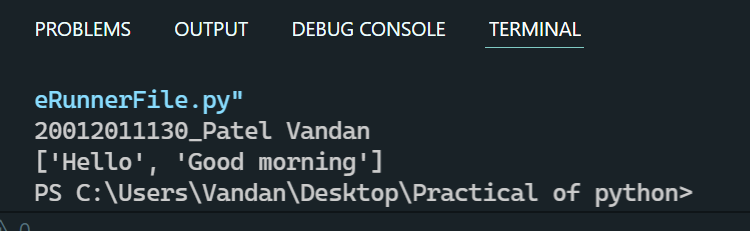 PROBLEMS OUTPUT DEBUG CONSOLE TERMINAL
eRunnerFile.py"
20012011130_Patel Vandan
['Hello', 'Good morning']
PS C:\Users\Vandan\Desktop\Practical of python>